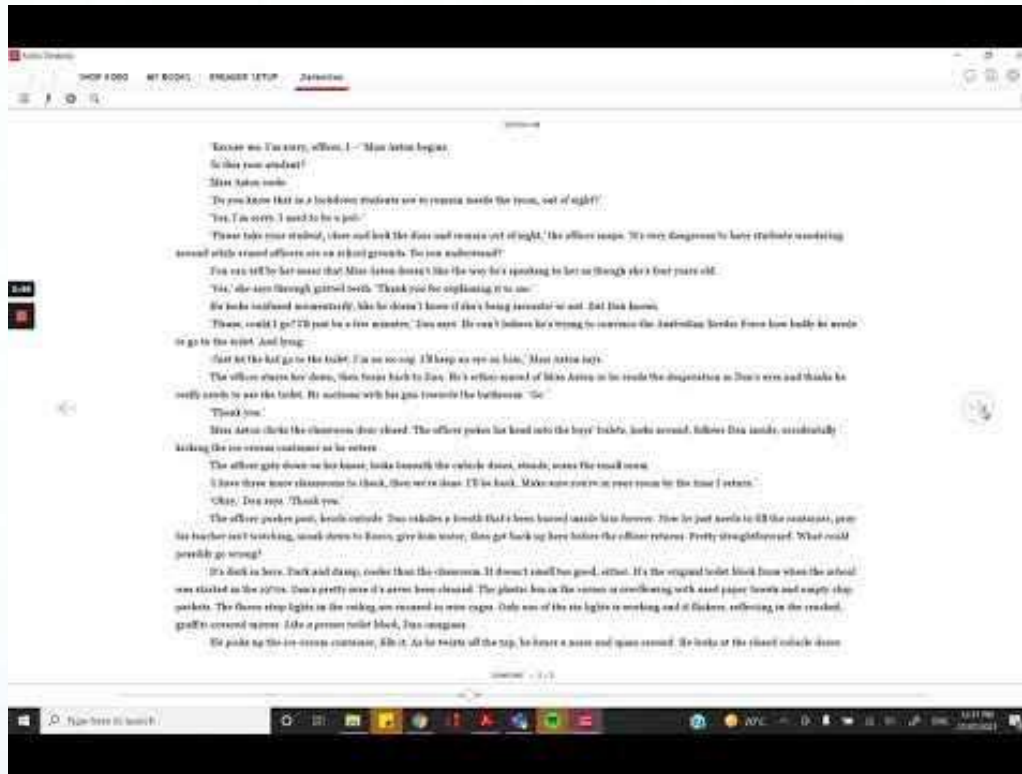 SHOP KOBO MY BOOKS EREADER SETUP Detention
'Excuse me. I'm sorry, officer, I –' Miss Aston begins.
'Is this your student?'
Miss Aston nods.
'Do you know that in a lockdown students are to remain inside the room, out of sight?'
'Yes, I'm sorry. I need to be a
'Please take your student, close and lock the door and remain out of sight,' the officer snaps. 'It's very dangerous to have students wandering
around while armed officers are on school grounds. Do you understand?'
You can tell by her that Miss Aston doesn't like the way he's speaking to her as though she's four years old.
'Yes,' she says through gritted teeth. 'Thank you for explaining it to me.'
He looks confused momentarily, like he doesn't know if she's being or not. But Dan knows.
'Please, could I go? I'll just be a few minutes,' Dan says. He can't believe he's trying to convince the Australian Border Force how badly he needs
to go to the toilet. And lying.
'Just let the kid go to the toilet. I'll keep an eye on him,' Miss Aston says.
The officer stares her down, then turns back to Dan. He's either scared of Miss Aston or he reads the desperation in Dan's eyes and thinks he
really needs to use the toilet. He motions with his gun towards the bathroom. 'Go.'
'Thank you.'
Miss Aston clicks the classroom door closed. The officer pokes his head into the boys' toilets, looks around, follows Dan inside, accidentally
kicking the ice-cream container as he enters.
The officer gets down on his knees, looks beneath the cubicle doors, stands, scans the small room.
'I have three more classrooms to check, then we're done. I'll be back. Make sure you're in your room by the time I return.'
'Okay,' Dan says. 'Thank you.'
The officer pushes past, heads outside. Dan exhales a breath that's been buried inside him forever. Now he just needs to fill the container, pray
his teacher isn't watching, sneak down to give him water, then get back up here before the officer returns. Pretty straightforward. What could
possibly go wrong?
It's dark in here. Dark and damp, cooler than the classroom. It doesn't smell too good, either. It's the original toilet block from when the school
was started in the 1970s. Dan's pretty sure it's never been cleaned. The plastic bin in the corner is overflowing with used paper towels and empty chip
packets. The fluoro strip lights in the ceiling are encased in wire cages. Only one of the six lights is working and it flickers, reflecting in the cracked,
graffiti-covered mirror. Like a prison toilet block, Dan imagines.
He picks up the ice-cream container, fills it. As he twists off the tap, he hears a noise and spins around. He looks at the closed cubicle doors.
Type here to search
20°C